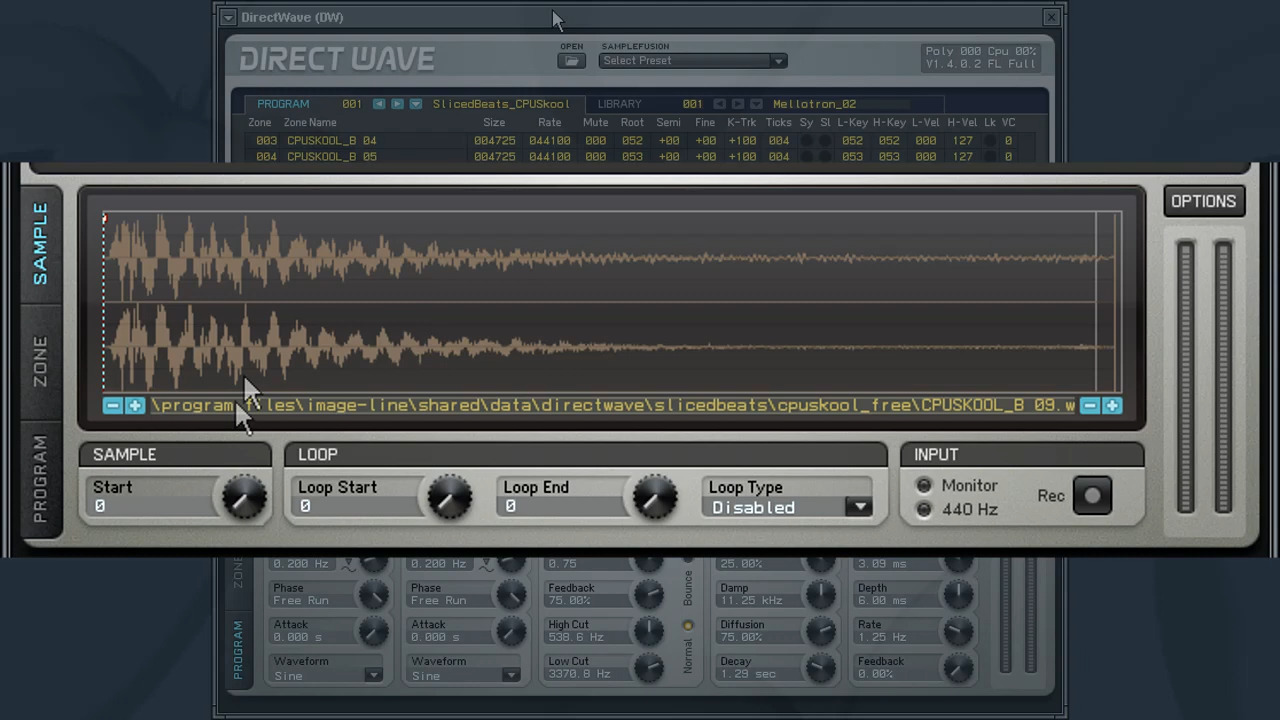 DirectWave (DW)
DIRECT WAVE
OPEN
SAMPLEFUSION
Select Preset
Poly 000 Cpu 00%
V1.4.0.2 FL Full
PROGRAM 001 SlicedBeats_CPUSkool LIBRARY 001 Mellotron_02
Zone Zone Name Size Rate Mute Root Semi Fine K-Trk Ticks Sy Sl L-Key H-Key L-Vel H-Vel Lk VC
003 CPUSKOOL_B 04 004725 044100 000 052 +00 +00 +100 004 052 052 000 127 0
004 CPUSKOOL_B 05 004725 044100 000 053 +00 +00 +100 004 053 053 000 127 0
SAMPLE
ZONE
PROGRAM
OPTIONS
\program files\image-line\shared\data\directwave\slicedbeats\cpuskool_free\CPUSKOOL_B 09.w
SAMPLE
Start
0
LOOP
Loop Start
0
Loop End
0
Loop Type
Disabled
INPUT
Monitor
440 Hz
Rec
ZONE
PROGRAM
0.200 Hz 0.200 Hz 0.75 25.00% 3.09 ms
Phase Phase Feedback Damp Depth
Free Run Free Run 75.00% 11.25 kHz 6.00 ms
Attack Attack High Cut Diffusion Rate
0.000 s 0.000 s 538.6 Hz 75.00% 1.25 Hz
Waveform Waveform Low Cut Decay Feedback
Sine Sine 3370.8 Hz 1.29 sec 0.00%
Bounce
Normal